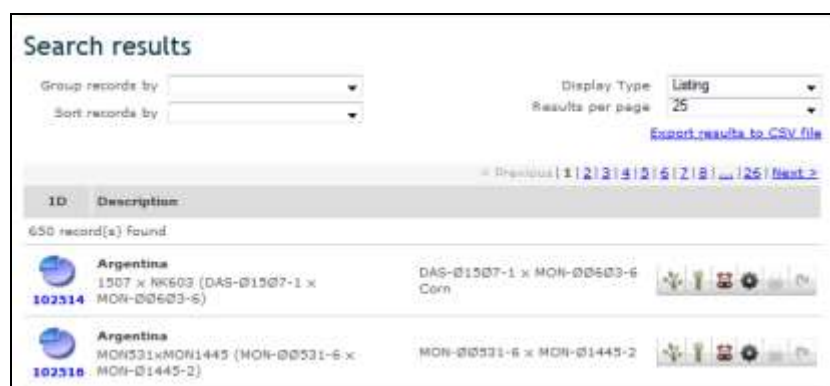 Search results
Group records by
Display Type Listing
Sort records by
Results per page 25
Export results to CSV file
< Previous | 1 | 2 | 3 | 4 | 5 | 6 | 7 | 8 | ... | 26 | Next >
ID Description
650 record(s) found
Argentina
1507 x NK603 (DAS-Ø15Ø7-1 x
MON-ØØ6Ø3-6)
DAS-Ø15Ø7-1 x MON-ØØ6Ø3-6
Corn
102514
Argentina
MON531xMON1445 (MON-ØØ531-6 x
MON-Ø1445-2)
MON-ØØ531-6 x MON-Ø1445-2
102516